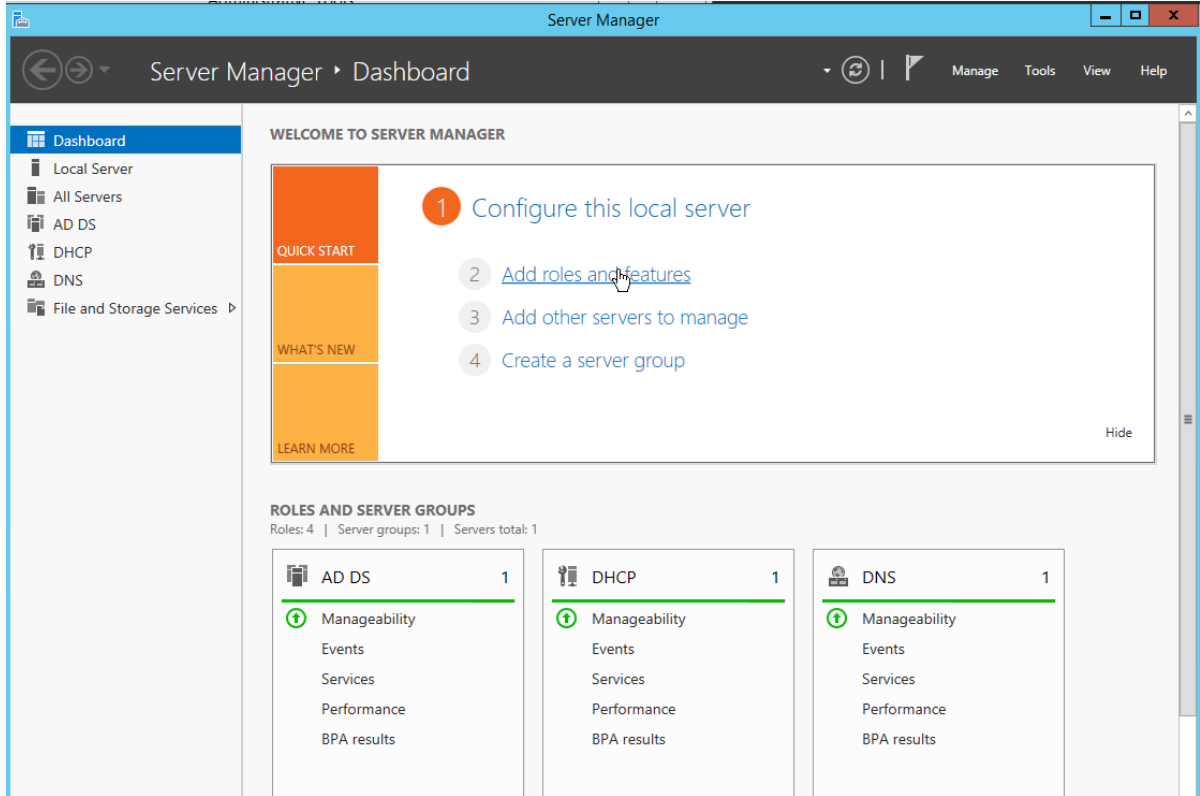 Server Manager
Server Manager ‣ Dashboard
Manage Tools View Help
Dashboard
Local Server
All Servers
AD DS
DHCP
DNS
File and Storage Services
WELCOME TO SERVER MANAGER
QUICK START
WHAT'S NEW
LEARN MORE
1 Configure this local server
2 Add roles and features
3 Add other servers to manage
4 Create a server group
Hide
ROLES AND SERVER GROUPS
Roles: 4 | Server groups: 1 | Servers total: 1
AD DS 1
Manageability
Events
Services
Performance
BPA results
DHCP 1
Manageability
Events
Services
Performance
BPA results
DNS 1
Manageability
Events
Services
Performance
BPA results